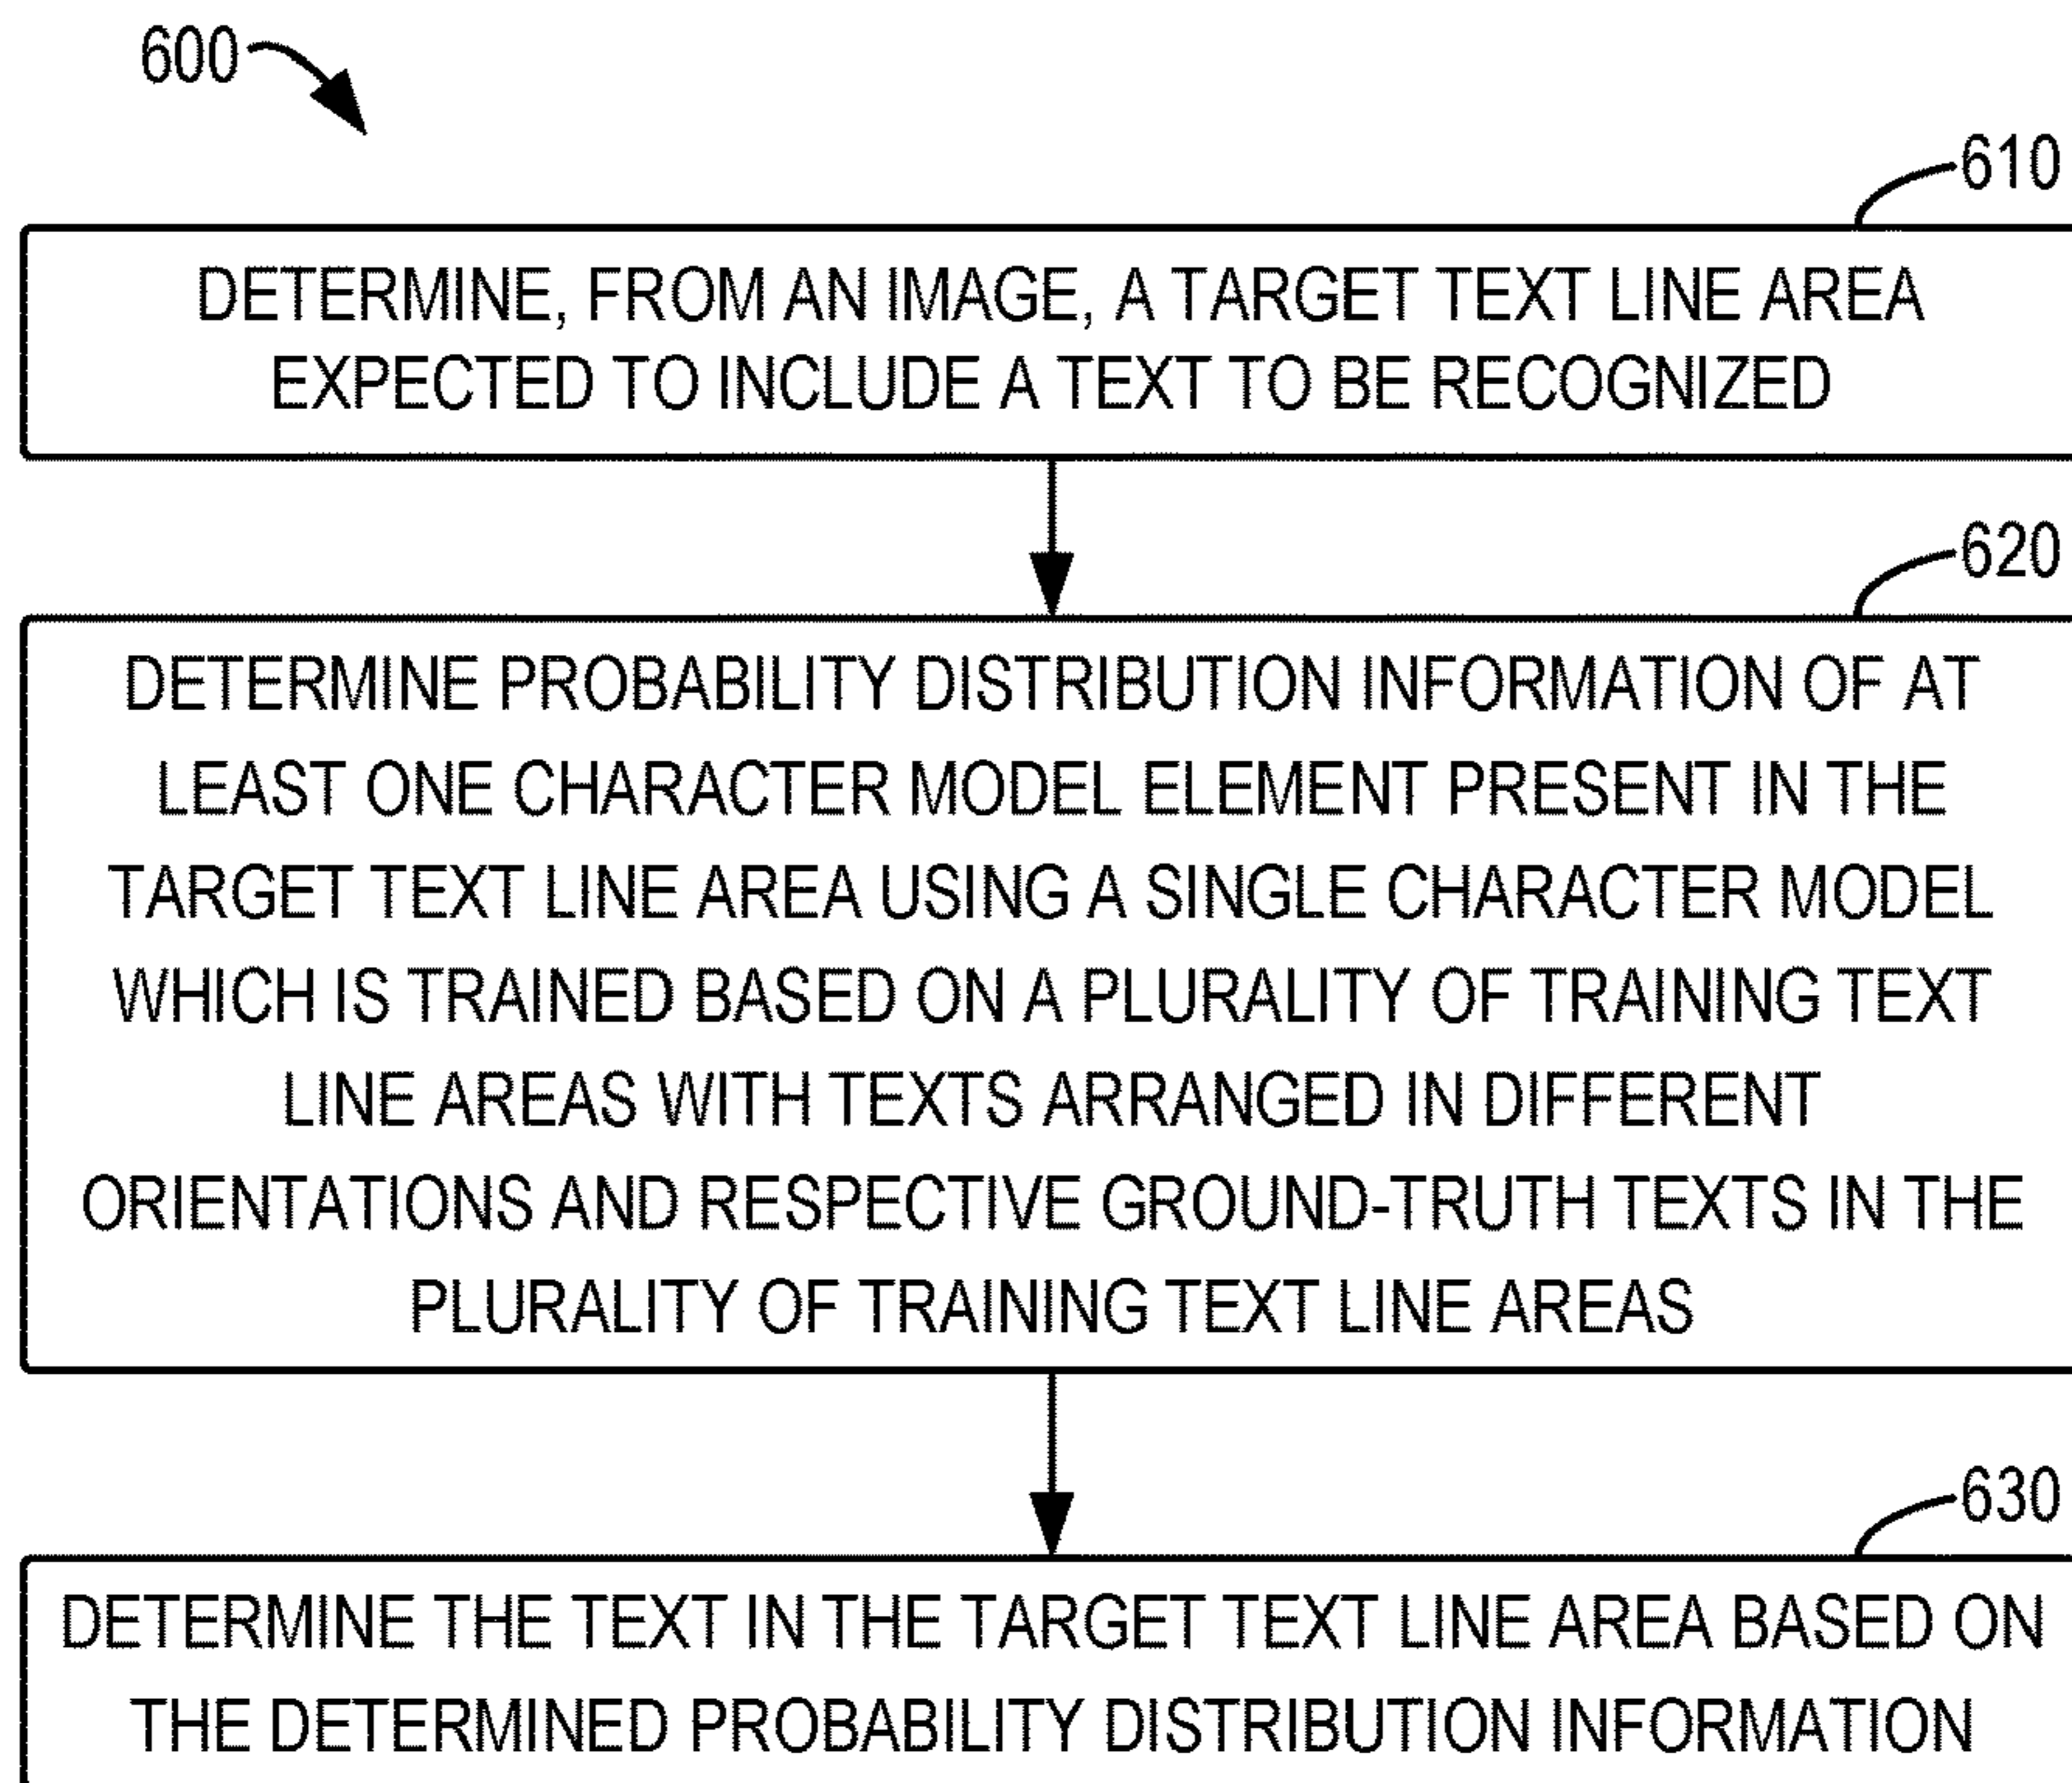 600
610
DETERMINE, FROM AN IMAGE, A TARGET TEXT LINE AREA
EXPECTED TO INCLUDE A TEXT TO BE RECOGNIZED
620
DETERMINE PROBABILITY DISTRIBUTION INFORMATION OF AT
LEAST ONE CHARACTER MODEL ELEMENT PRESENT IN THE
TARGET TEXT LINE AREA USING A SINGLE CHARACTER MODEL
WHICH IS TRAINED BASED ON A PLURALITY OF TRAINING TEXT
LINE AREAS WITH TEXTS ARRANGED IN DIFFERENT
ORIENTATIONS AND RESPECTIVE GROUND-TRUTH TEXTS IN THE
PLURALITY OF TRAINING TEXT LINE AREAS
630
DETERMINE THE TEXT IN THE TARGET TEXT LINE AREA BASED ON
THE DETERMINED PROBABILITY DISTRIBUTION INFORMATION